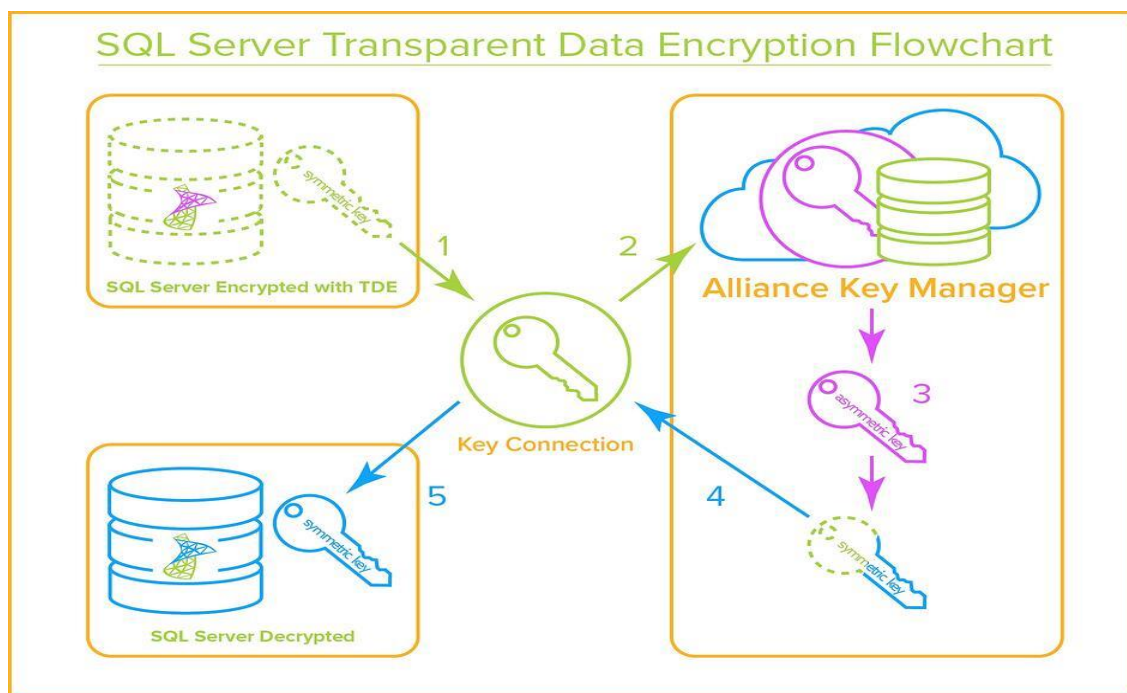 SQL Server Transparent Data Encryption Flowchart
symmetric key
SQL Server Encrypted with TDE
1
2
Alliance Key Manager
Key Connection
asymmetric key
3
symmetric key
4
5
symmetric key
SQL Server Decrypted